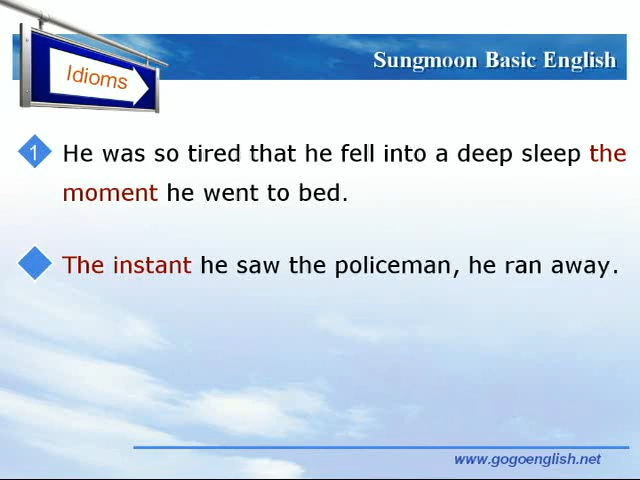 Idioms
Sungmoon Basic English
1 He was so tired that he fell into a deep sleep the
moment he went to bed.
The instant he saw the policeman, he ran away.
www.gogoenglish.net